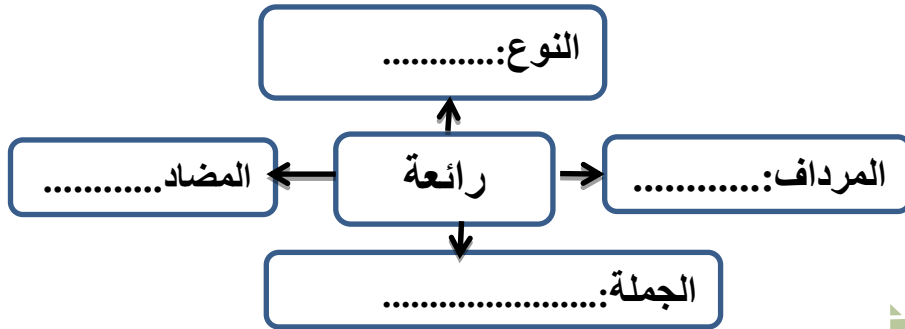 النوع:............
المرداف:............
رائعة
المضاد............
الجملة:.......................